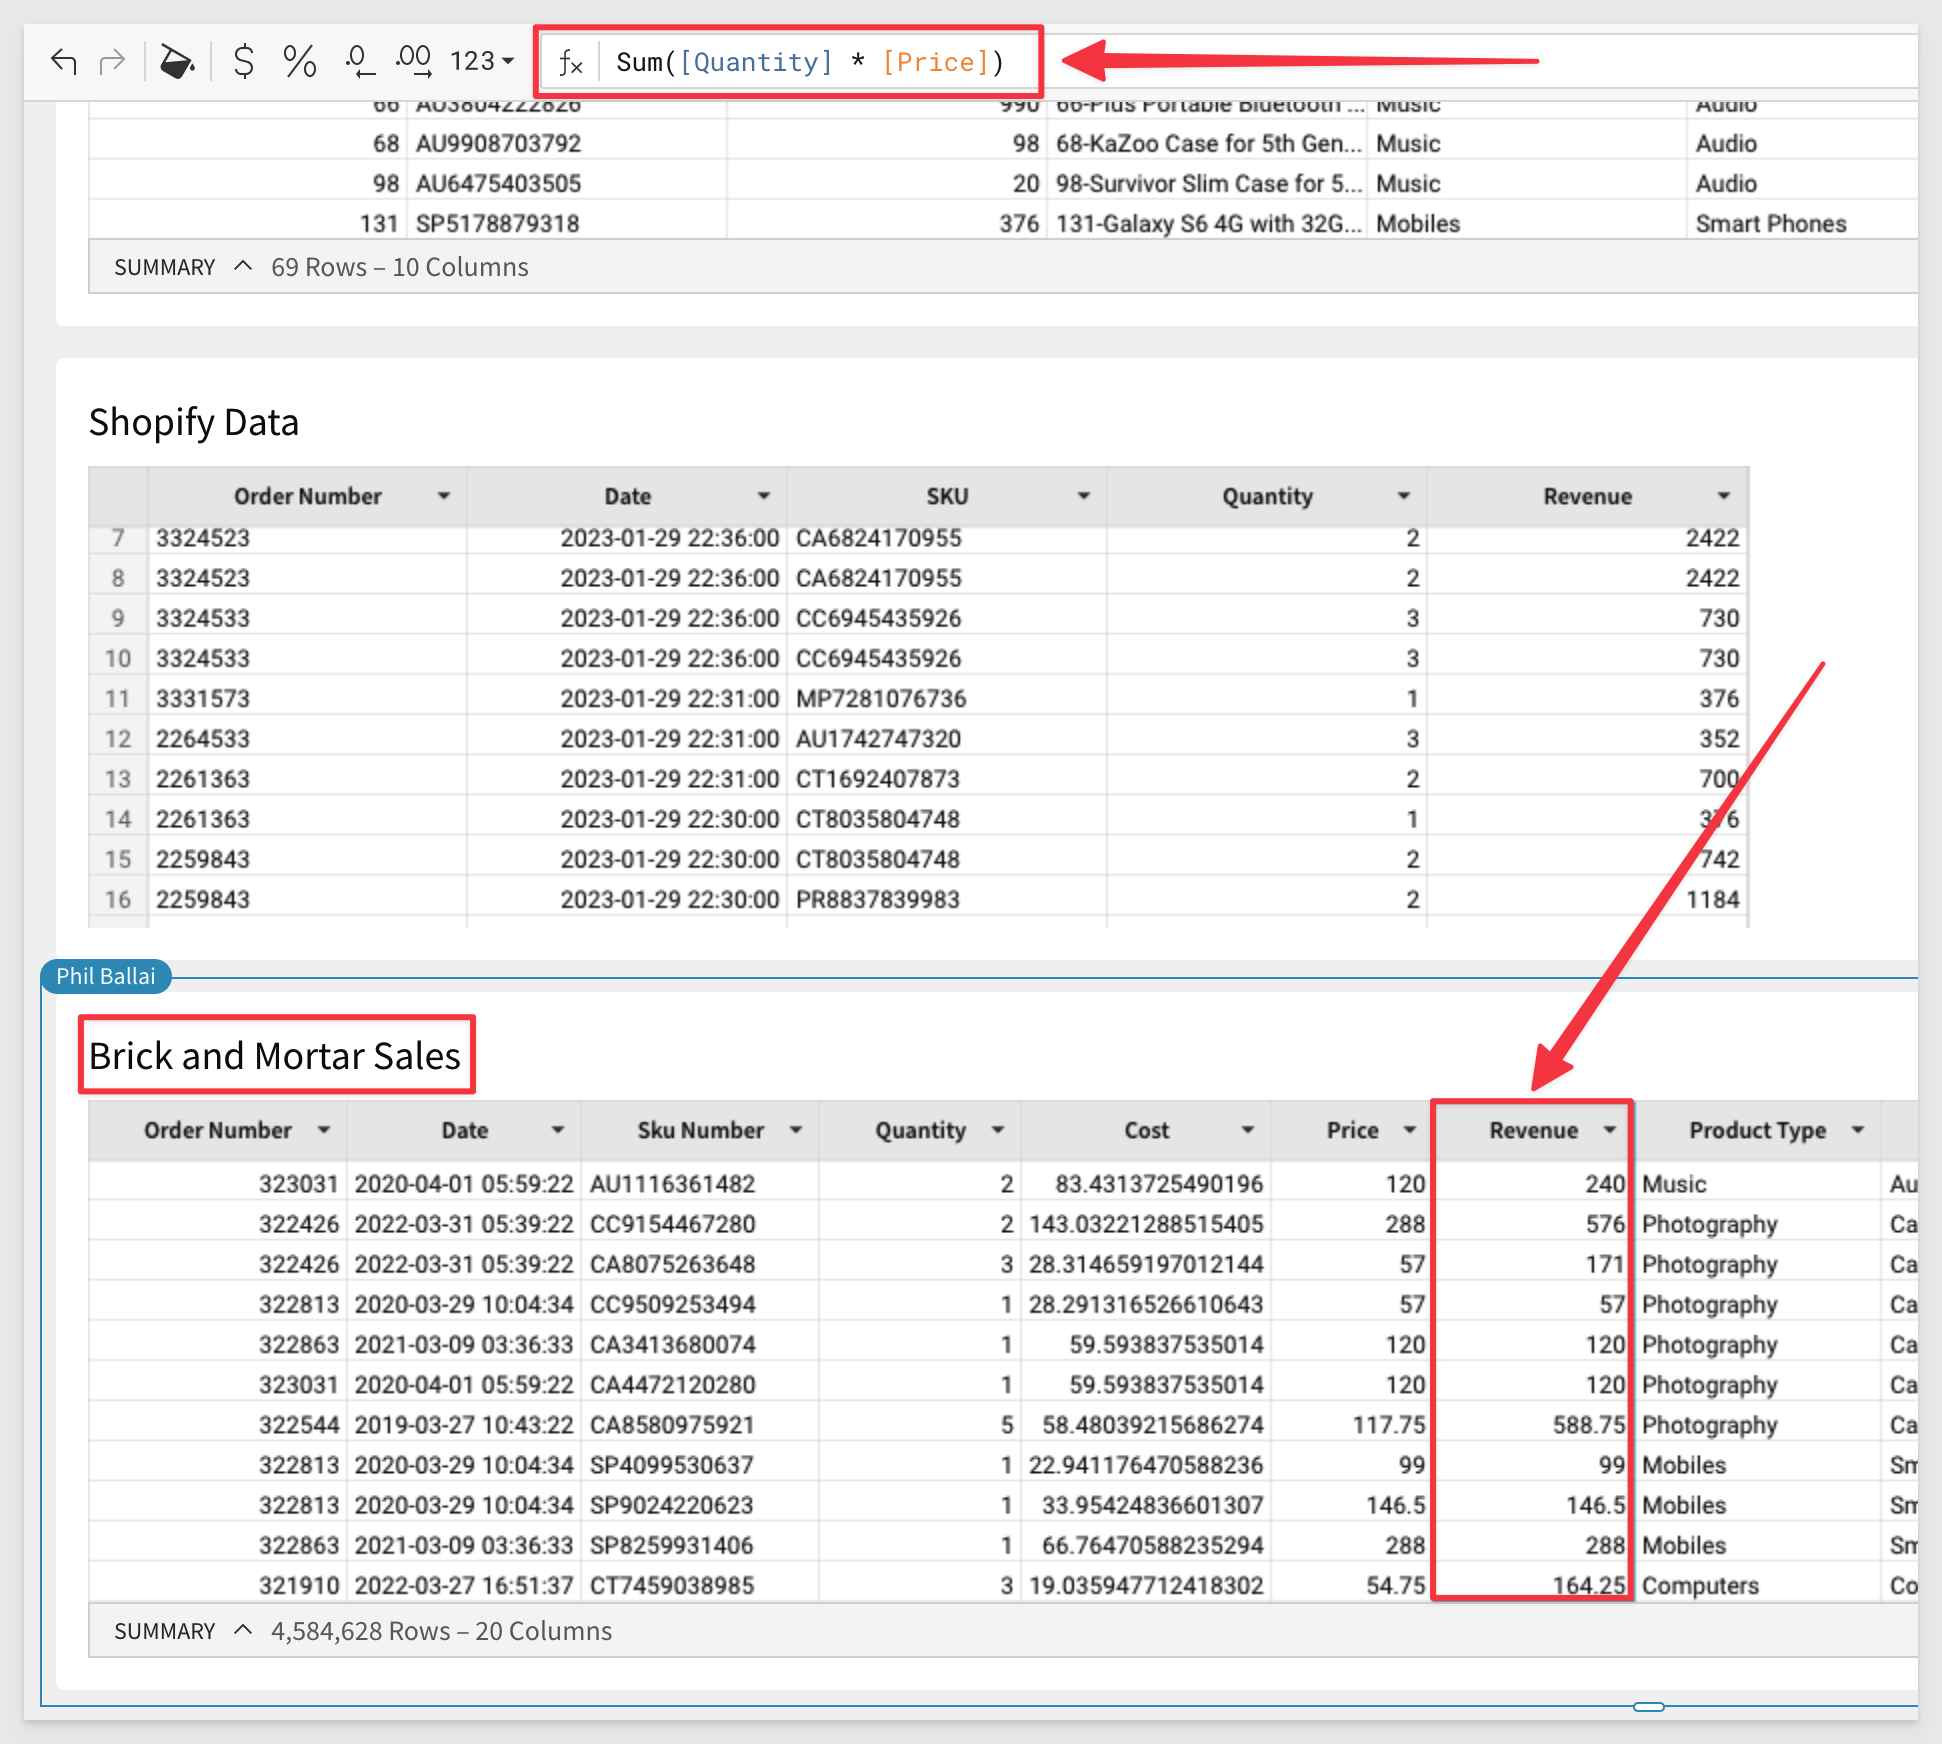 $ % .0 .00 123 fx Sum([Quantity] * [Price])
66 AU3804222826 990 66-Plus Portable Bluetooth ... Music Audio
68 AU9908703792 98 68-KaZoo Case for 5th Gen... Music Audio
98 AU6475403505 20 98-Survivor Slim Case for 5... Music Audio
131 SP5178879318 376 131-Galaxy S6 4G with 32G... Mobiles Smart Phones
SUMMARY 69 Rows – 10 Columns
Shopify Data
Order Number Date SKU Quantity Revenue
7 3324523 2023-01-29 22:36:00 CA6824170955 2 2422
8 3324523 2023-01-29 22:36:00 CA6824170955 2 2422
9 3324533 2023-01-29 22:36:00 CC6945435926 3 730
10 3324533 2023-01-29 22:36:00 CC6945435926 3 730
11 3331573 2023-01-29 22:31:00 MP7281076736 1 376
12 2264533 2023-01-29 22:31:00 AU1742747320 3 352
13 2261363 2023-01-29 22:31:00 CT1692407873 2 700
14 2261363 2023-01-29 22:30:00 CT8035804748 1 376
15 2259843 2023-01-29 22:30:00 CT8035804748 2 742
16 2259843 2023-01-29 22:30:00 PR8837839983 2 1184
Phil Ballai
Brick and Mortar Sales
Order Number Date Sku Number Quantity Cost Price Revenue Product Type
323031 2020-04-01 05:59:22 AU1116361482 2 83.4313725490196 120 240 Music Au
322426 2022-03-31 05:39:22 CC9154467280 2 143.03221288515405 288 576 Photography Ca
322426 2022-03-31 05:39:22 CA8075263648 3 28.314659197012144 57 171 Photography Ca
322813 2020-03-29 10:04:34 CC9509253494 1 28.291316526610643 57 57 Photography Ca
322863 2021-03-09 03:36:33 CA3413680074 1 59.593837535014 120 120 Photography Ca
323031 2020-04-01 05:59:22 CA4472120280 1 59.593837535014 120 120 Photography Ca
322544 2019-03-27 10:43:22 CA8580975921 5 58.48039215686274 117.75 588.75 Photography Ca
322813 2020-03-29 10:04:34 SP4099530637 1 22.941176470588236 99 99 Mobiles Sm
322813 2020-03-29 10:04:34 SP9024220623 1 33.95424836601307 146.5 146.5 Mobiles Sm
322863 2021-03-09 03:36:33 SP8259931406 1 66.76470588235294 288 288 Mobiles Sm
321910 2022-03-27 16:51:37 CT7459038985 3 19.035947712418302 54.75 164.25 Computers Co
SUMMARY 4,584,628 Rows – 20 Columns